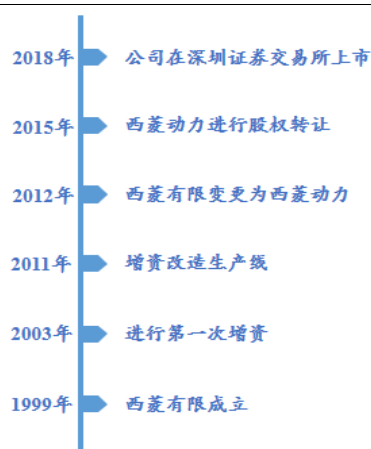 2018年 公司在深圳证券交易所上市
2015年 西菱动力进行股权转让
2012年 西菱有限变更为西菱动力
2011年 增资改造生产线
2003年 进行第一次增资
1999年 西菱有限成立